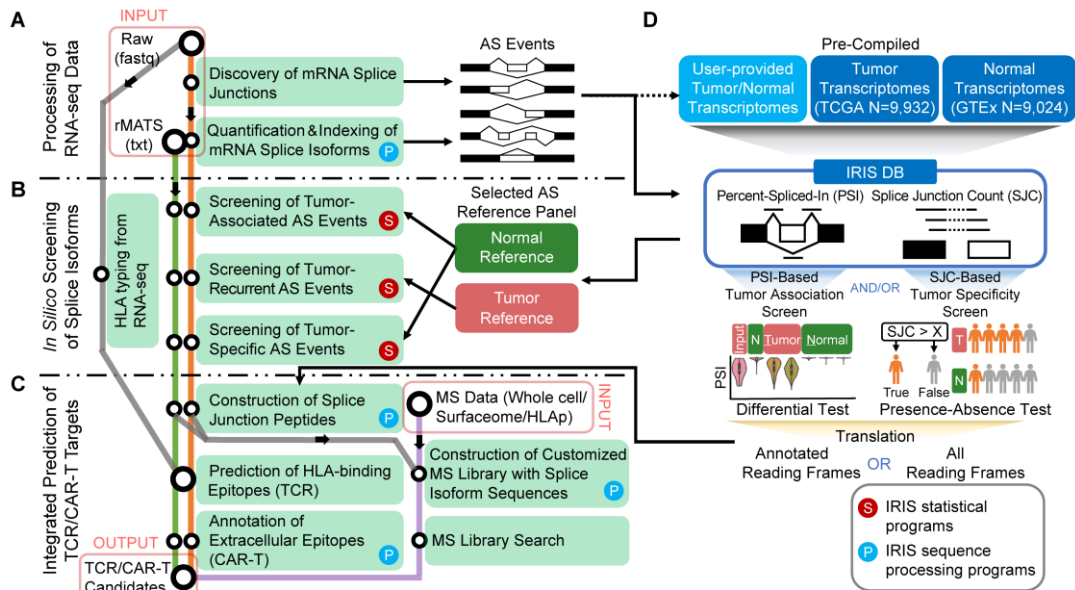 A
INPUT
Raw
(fastq)
rMATS
(txt)
Processing of
RNA-seq Data
Discovery of mRNA Splice
Junctions
Quantification & Indexing of
mRNA Splice Isoforms
P
AS Events
B
In Silico Screening
of Splice Isoforms
HLA typing from
RNA-seq
Screening of Tumor-
Associated AS Events
S
Screening of Tumor-
Recurrent AS Events
S
Screening of Tumor-
Specific AS Events
S
Selected AS
Reference Panel
Normal
Reference
Tumor
Reference
C
Integrated Prediction of
TCR/CAR-T Targets
Construction of Splice
Junction Peptides
P
MS Data (Whole cell/
Surfaceome/HLAp)
INPUT
Prediction of HLA-binding
Epitopes (TCR)
Construction of Customized
MS Library with Splice
Isoform Sequences
P
Annotation of
Extracellular Epitopes
(CAR-T)
P
MS Library Search
OUTPUT
TCR/CAR-T
Candidates
D
Pre-Compiled
User-provided
Tumor/Normal
Transcriptomes
Tumor
Transcriptomes
(TCGA N=9,932)
Normal
Transcriptomes
(GTEx N=9,024)
IRIS DB
Percent-Spliced-In (PSI)
Splice Junction Count (SJC)
PSI-Based
Tumor Association
Screen
AND/OR
SJC-Based
Tumor Specificity
Screen
Input
N
Tumor
Normal
PSI
Differential Test
SJC > X
True
False
T
N
Presence-Absence Test
Translation
Annotated
Reading Frames
OR
All
Reading Frames
S
IRIS statistical
programs
P
IRIS sequence
processing programs